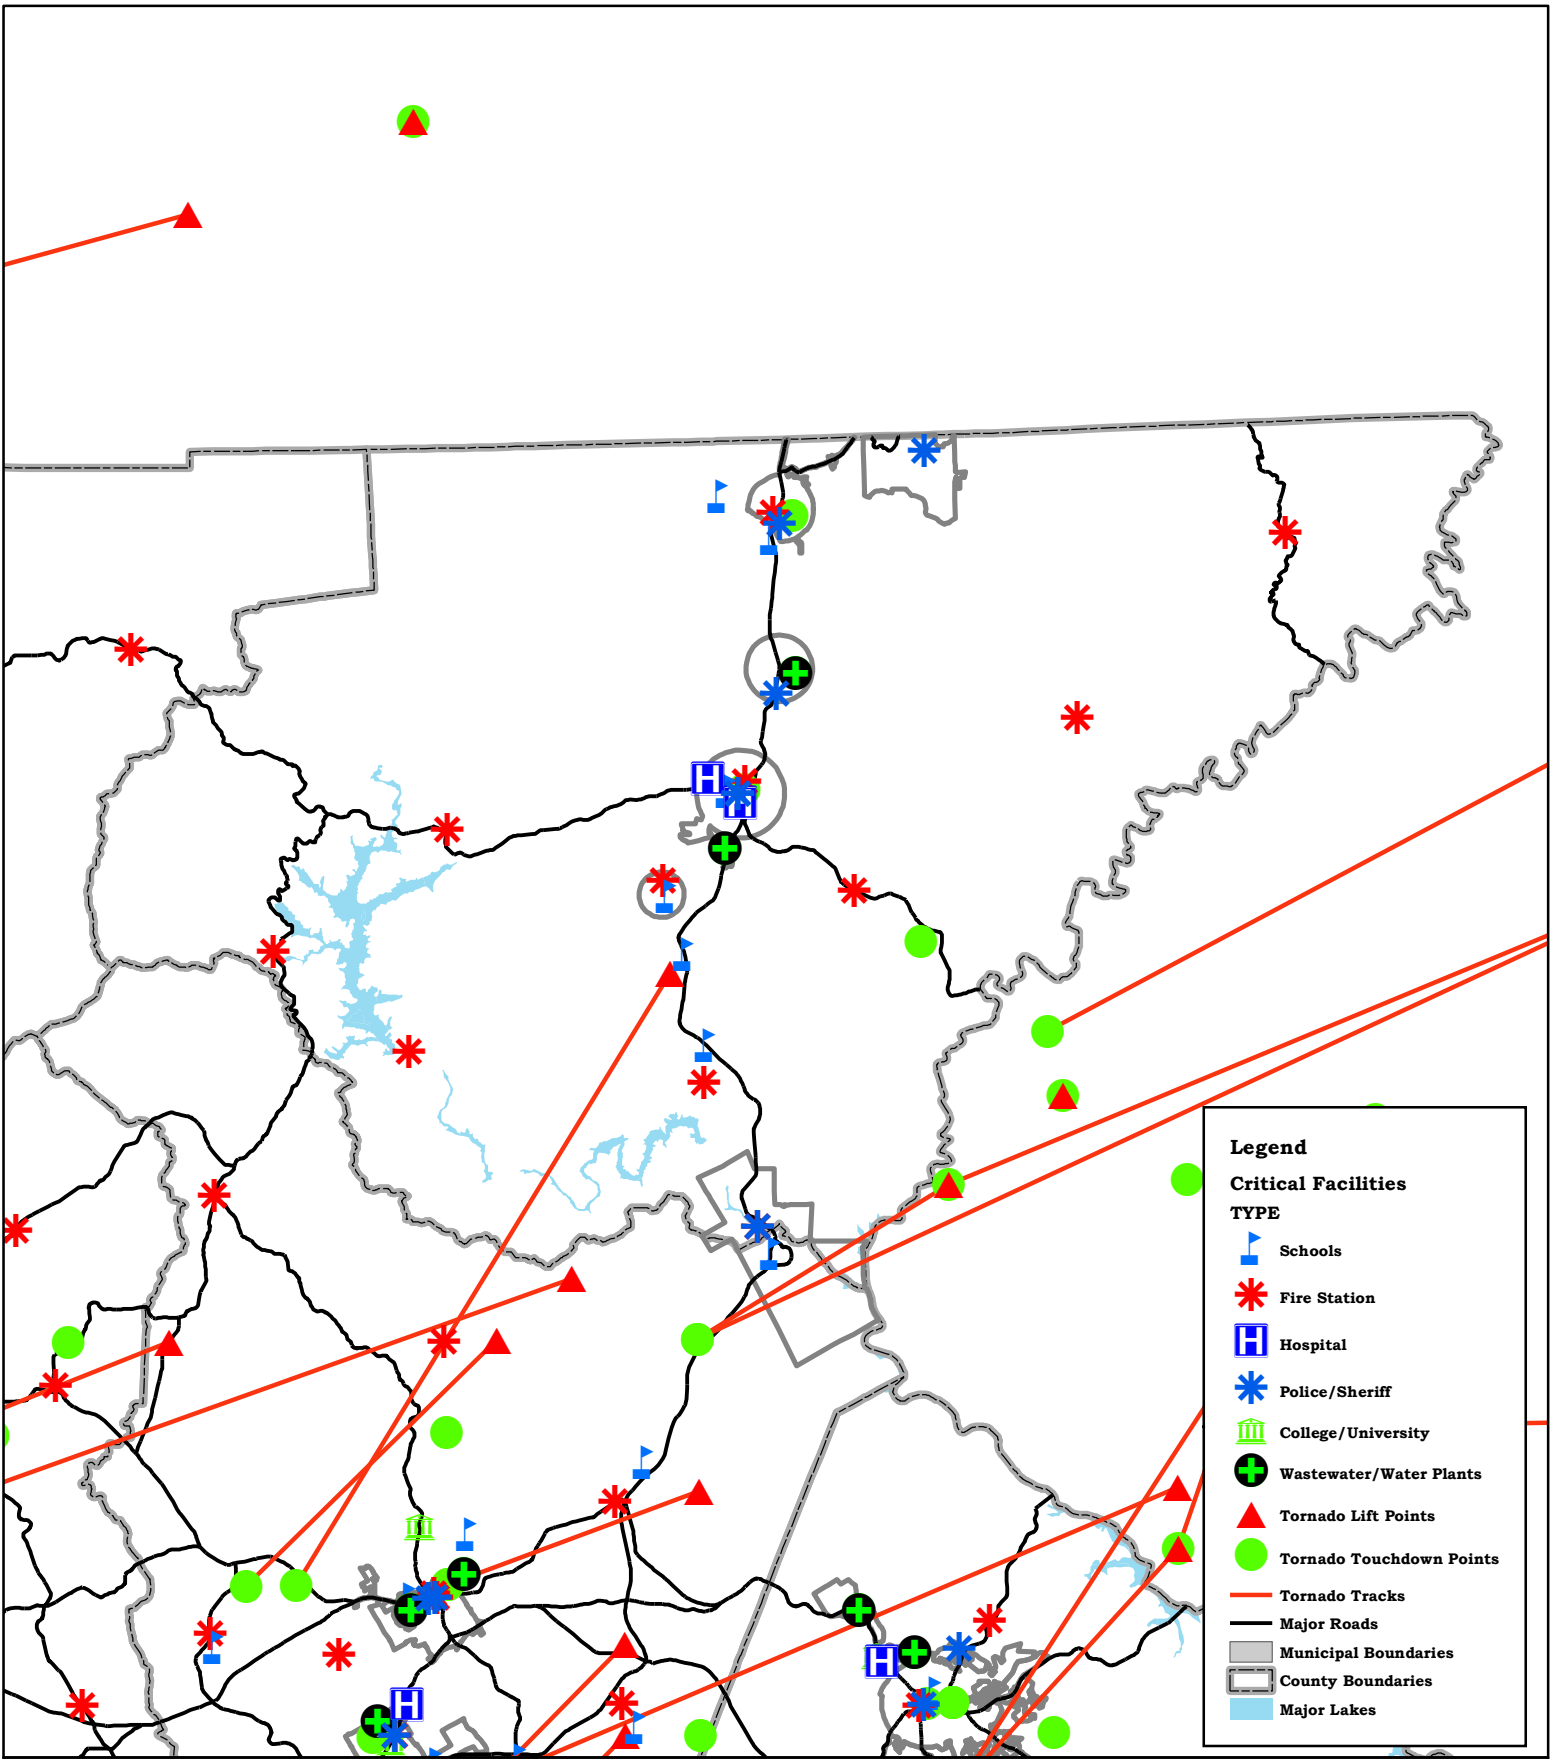 Legend
Critical Facilities
TYPE
Schools
Fire Station
Hospital
Police/Sheriff
College/University
Wastewater/Water Plants
Tornado Lift Points
Tornado Touchdown Points
Tornado Tracks
Major Roads
Municipal Boundaries
County Boundaries
Major Lakes